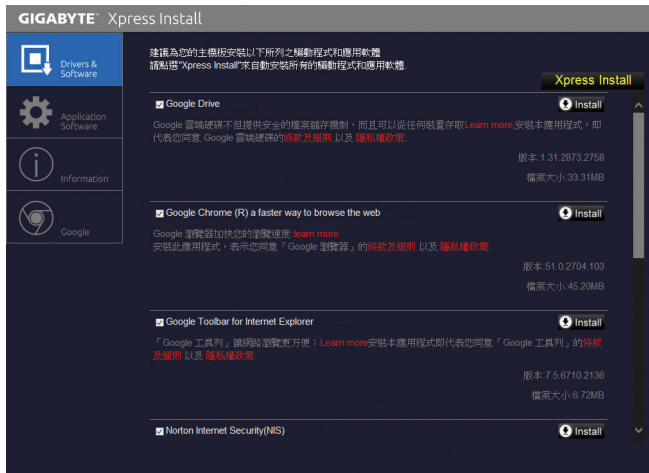 GIGABYTE™ Xpress Install
Drivers &
Software
Application
Software
Information
Google
建議為您的主機板安裝以下所列之驅動程式和應用軟體
請點選"Xpress Install"來自動安裝所有的驅動程式和應用軟體.
Xpress Install
Google Drive
Install
Google 雲端硬碟不但提供安全的檔案儲存機制，而且可以從任何裝置存取Learn more.安裝本應用程式，即
代表您同意 Google 雲端硬碟的條款及細則 以及 隱私權政策.
版本:1.31.2873.2758
檔案大小:33.31MB
Google Chrome (R) a faster way to browse the web
Install
Google 瀏覽器加快您的瀏覽速度:learn more
安裝此應用程式，表示您同意「Google 瀏覽器」的條款及細則 以及 隱私權政策.
版本:51.0.2704.103
檔案大小:45.20MB
Google Toolbar for Internet Explorer
Install
「Google 工具列」讓網路瀏覽更方便：Learn more安裝本應用程式即代表您同意「Google 工具列」的條款
及細則 以及 隱私權政策.
版本:7.5.6710.2136
檔案大小:6.72MB
Norton Internet Security(NIS)
Install